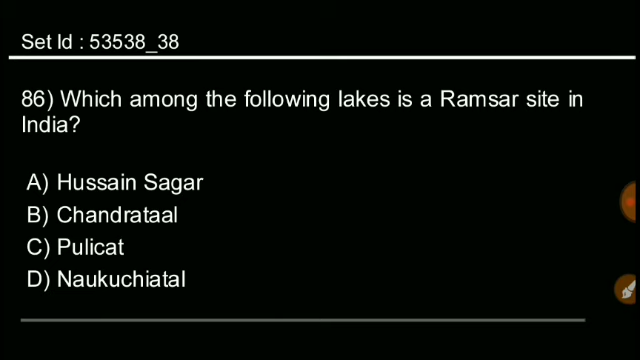 Set Id : 53538_38
86) Which among the following lakes is a Ramsar site in
India?
A) Hussain Sagar
B) Chandrataal
C) Pulicat
D) Naukuchiatal